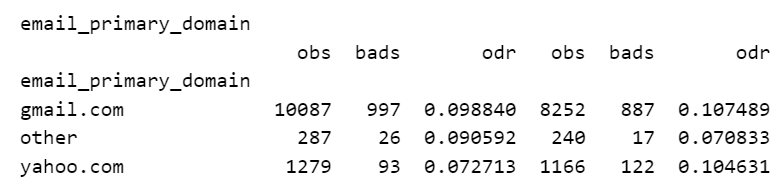 email_primary_domain
obs bads odr obs bads odr
email_primary_domain
gmail.com 10087 997 0.098840 8252 887 0.107489
other 287 26 0.090592 240 17 0.070833
yahoo.com 1279 93 0.072713 1166 122 0.104631